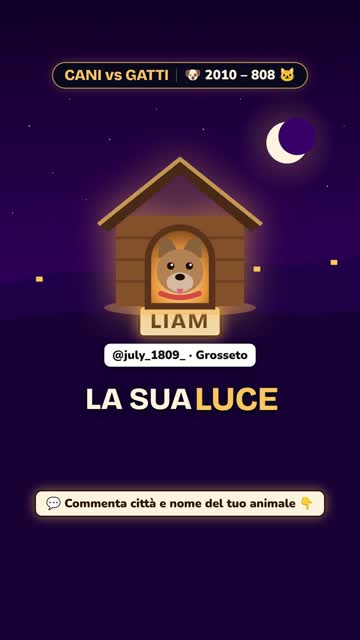 CANI vs GATTI | 🐶 2010 – 808 🐱
LIAM
@july_1809_ · Grosseto
LA SUA LUCE
💬 Commenta città e nome del tuo animale 👇